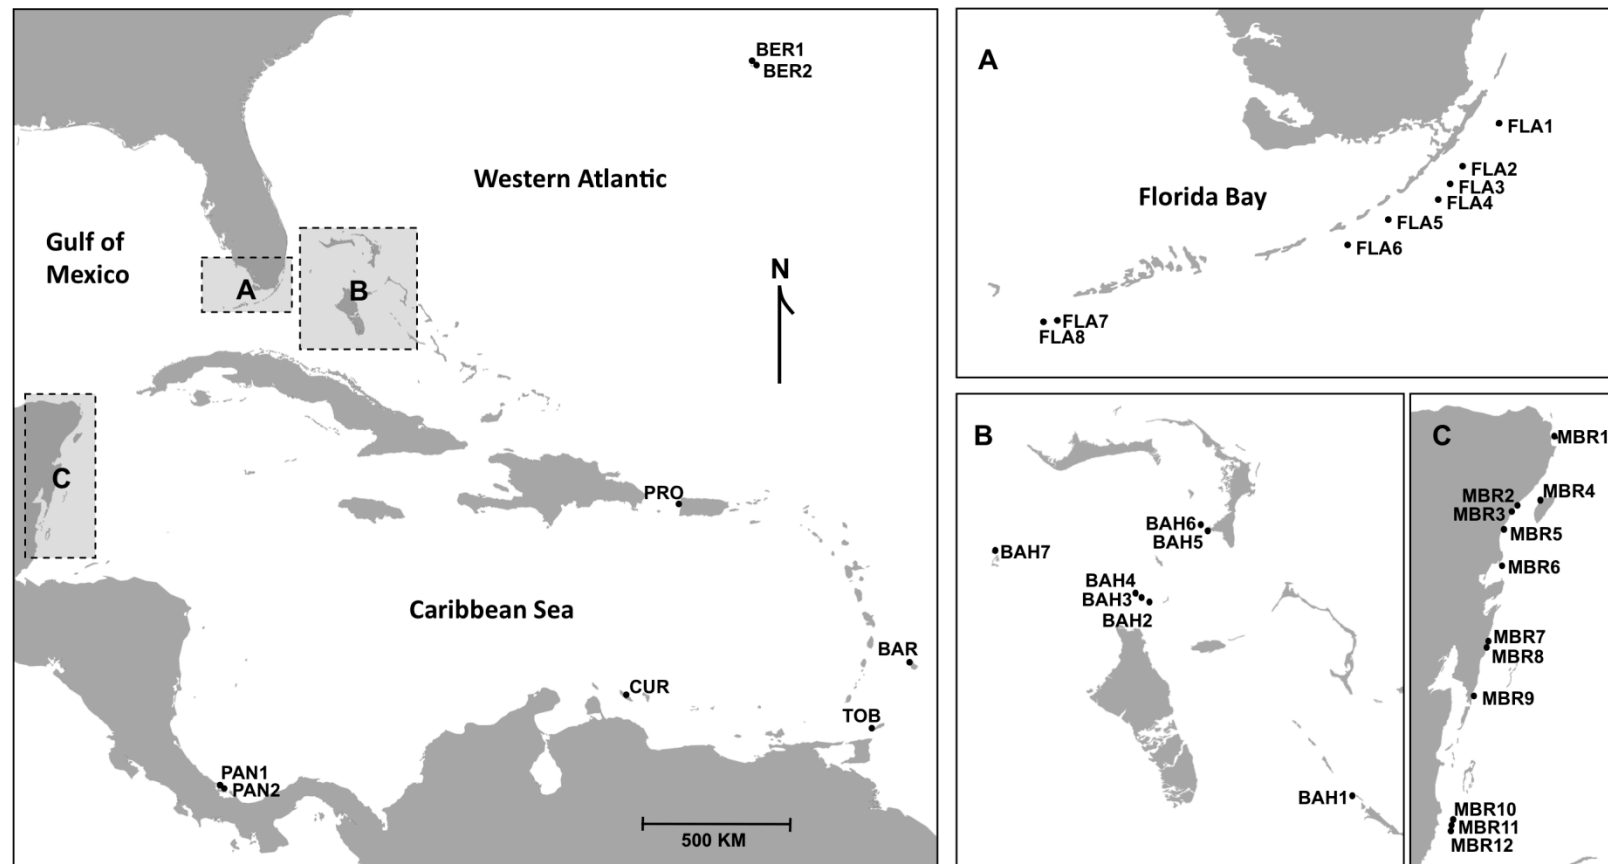 BER1
BER2
Western Atlantic
Gulf of
Mexico
A
B
N
C
PRO
Caribbean Sea
BAR
CUR
TOB
PAN1
PAN2
500 KM
A
FLA1
FLA2
FLA3
FLA4
Florida Bay
FLA5
FLA6
FLA7
FLA8
B
BAH6
BAH5
BAH7
BAH4
BAH3
BAH2
BAH1
C
MBR1
MBR2
MBR4
MBR3
MBR5
MBR6
MBR7
MBR8
MBR9
MBR10
MBR11
MBR12